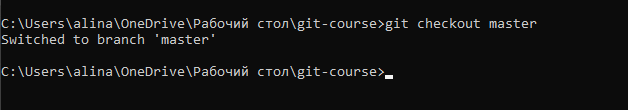 C:\Users\alina\OneDrive\Рабочий стол\git-course>git checkout master
Switched to branch 'master'
C:\Users\alina\OneDrive\Рабочий стол\git-course>